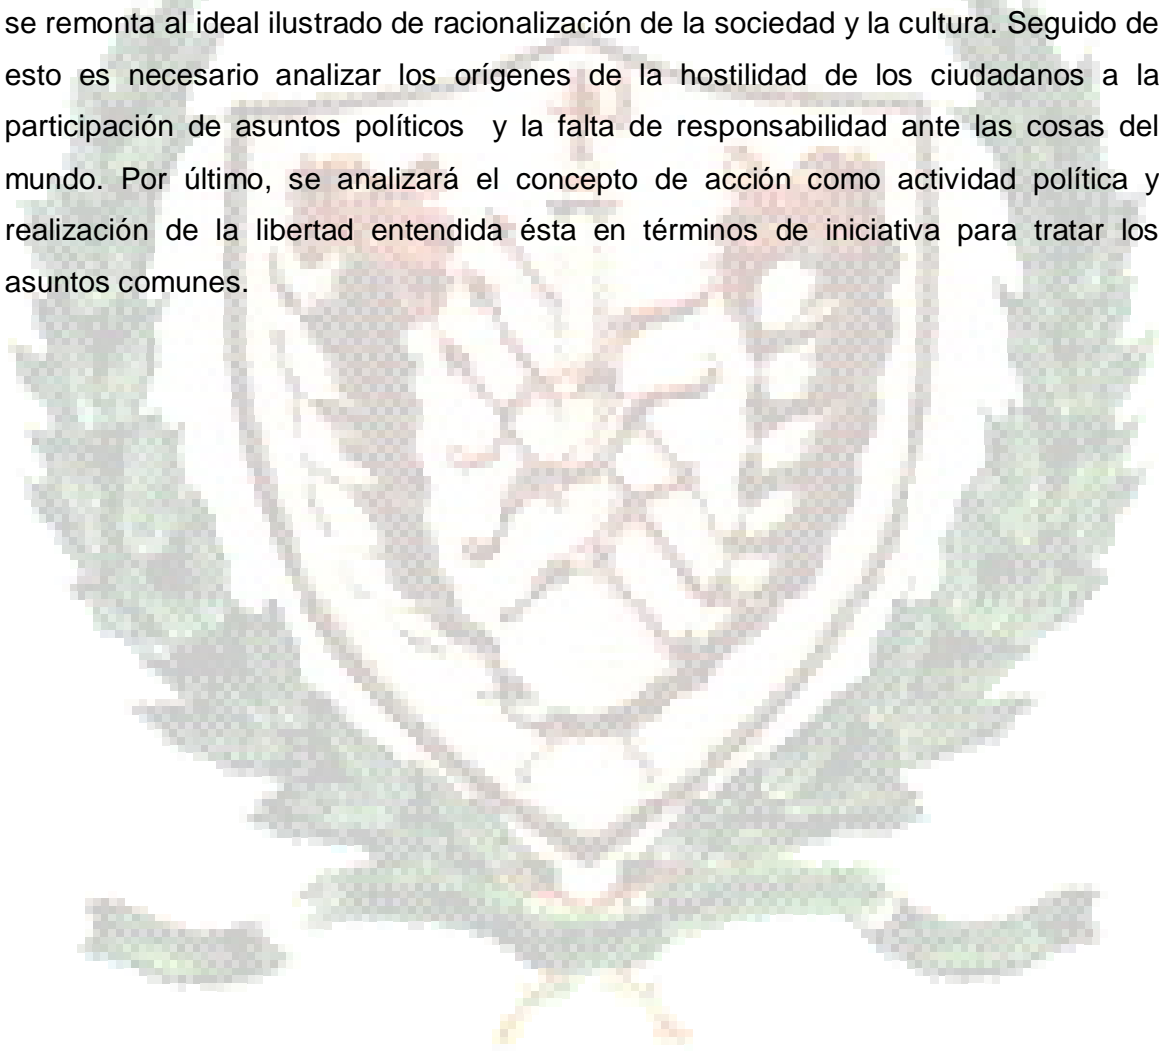 se remonta al ideal ilustrado de racionalización de la sociedad y la cultura. Seguido de
esto es necesario analizar los orígenes de la hostilidad de los ciudadanos a la
participación de asuntos políticos  y la falta de responsabilidad ante las cosas del
mundo. Por último, se analizará el concepto de acción como actividad política y
realización de la libertad entendida ésta en términos de iniciativa para tratar los
asuntos comunes.